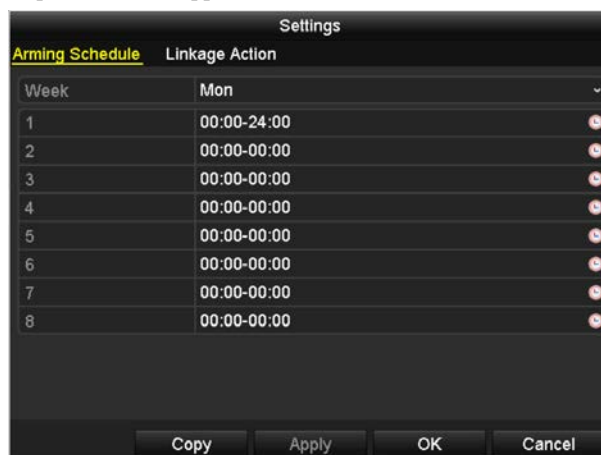 Settings
Arming Schedule Linkage Action
Week Mon
1 00:00-24:00
2 00:00-00:00
3 00:00-00:00
4 00:00-00:00
5 00:00-00:00
6 00:00-00:00
7 00:00-00:00
8 00:00-00:00
Copy Apply OK Cancel